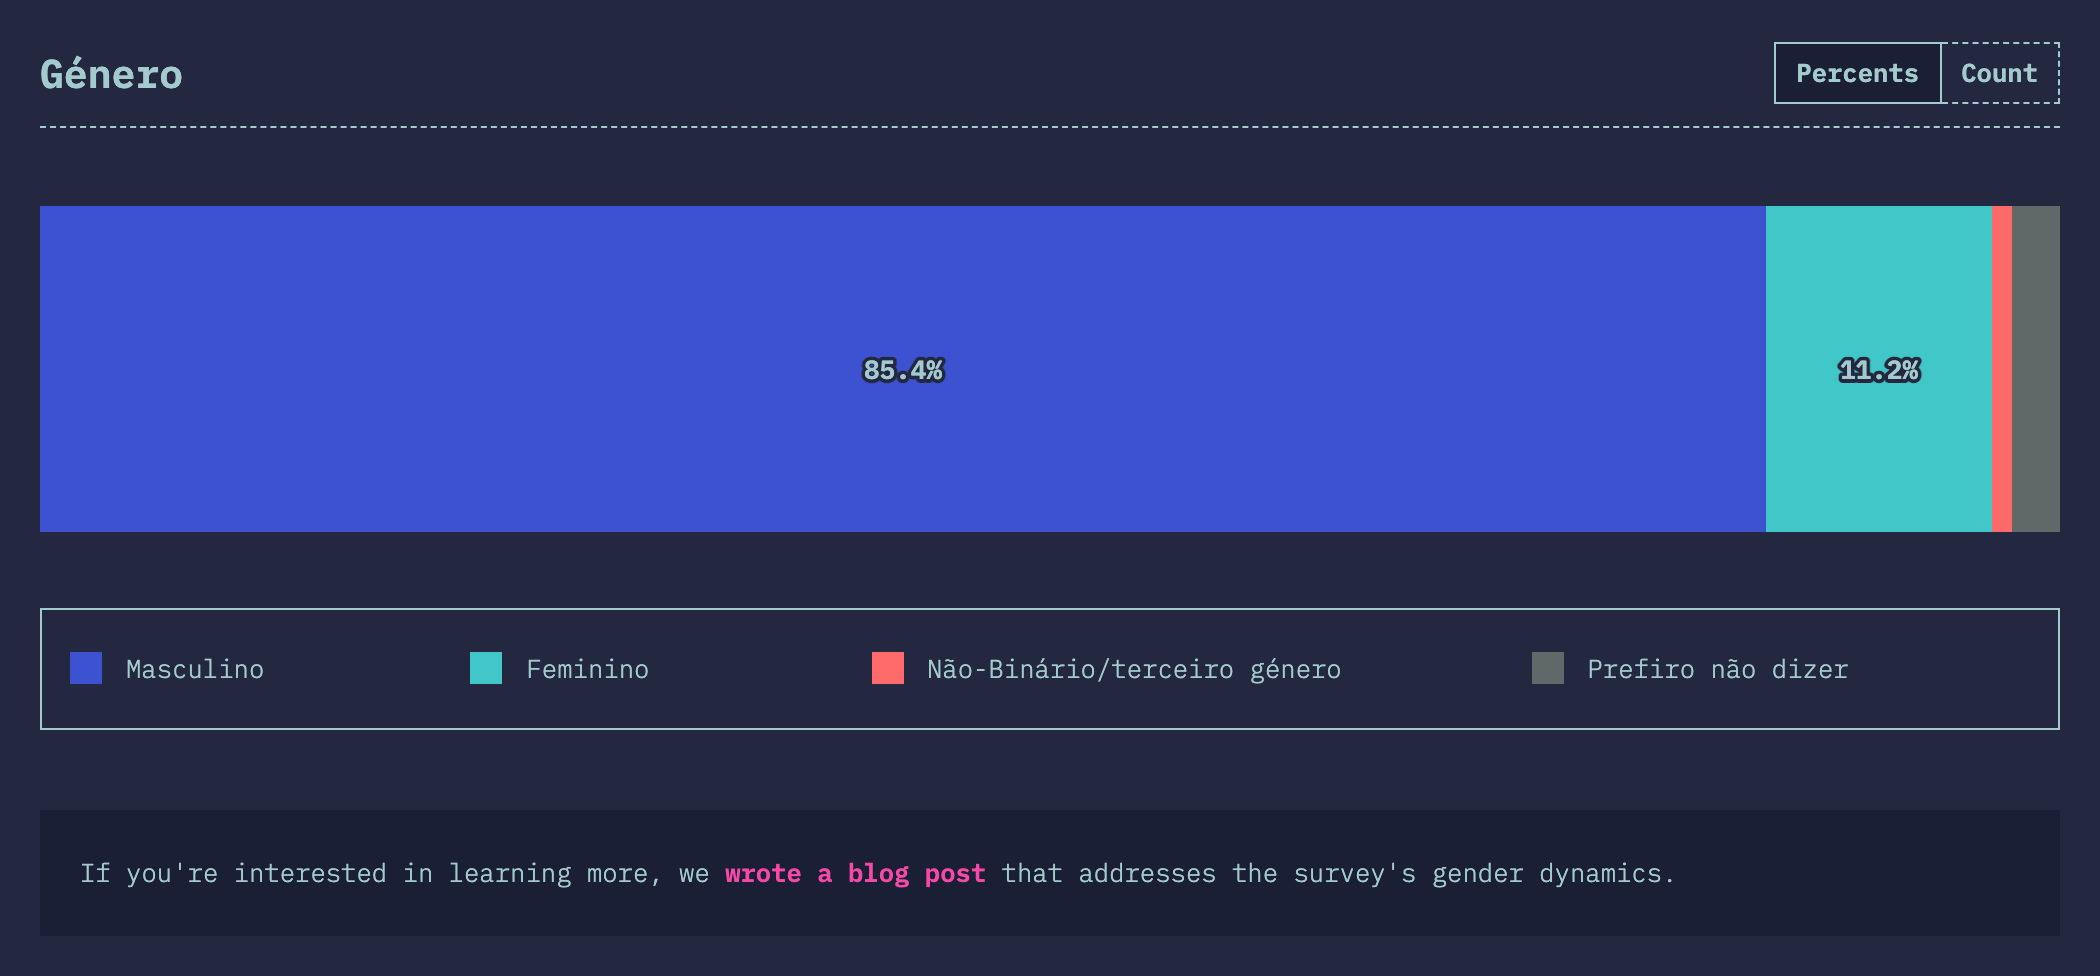 Género
Percents Count
85.4% 11.2%
Masculino Feminino Não-Binário/terceiro género Prefiro não dizer
If you're interested in learning more, we wrote a blog post that addresses the survey's gender dynamics.